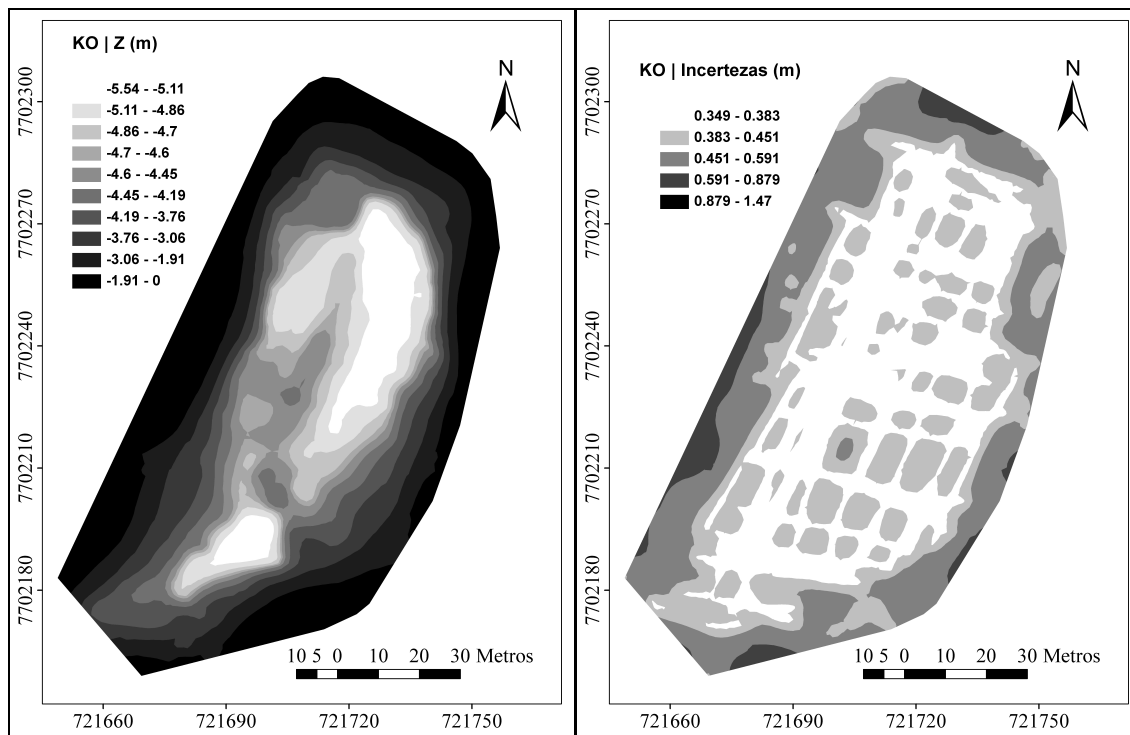 KO | Z (m)
-5.54 - -5.11
-5.11 - -4.86
-4.86 - -4.7
-4.7 - -4.6
-4.6 - -4.45
-4.45 - -4.19
-4.19 - -3.76
-3.76 - -3.06
-3.06 - -1.91
-1.91 - 0
N
7702300
7702270
7702240
7702210
7702180
10 5 0 10 20 30 Metros
721660 721690 721720 721750
KO | Incertezas (m)
0.349 - 0.383
0.383 - 0.451
0.451 - 0.591
0.591 - 0.879
0.879 - 1.47
N
7702300
7702270
7702240
7702210
7702180
10 5 0 10 20 30 Metros
721660 721690 721720 721750